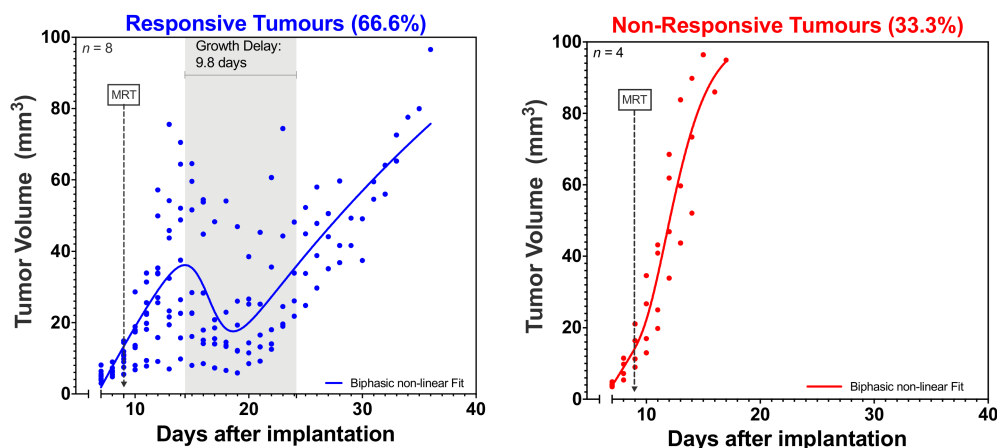 Responsive Tumours (66.6%)
n = 8
Growth Delay:
9.8 days
MRT
Tumor Volume (mm³)
100
80
60
40
20
0
10
20
30
40
Biphasic non-linear Fit
Days after implantation
Non-Responsive Tumours (33.3%)
n = 4
MRT
Tumor Volume (mm³)
100
80
60
40
20
0
10
20
30
40
Biphasic non-linear Fit
Days after implantation